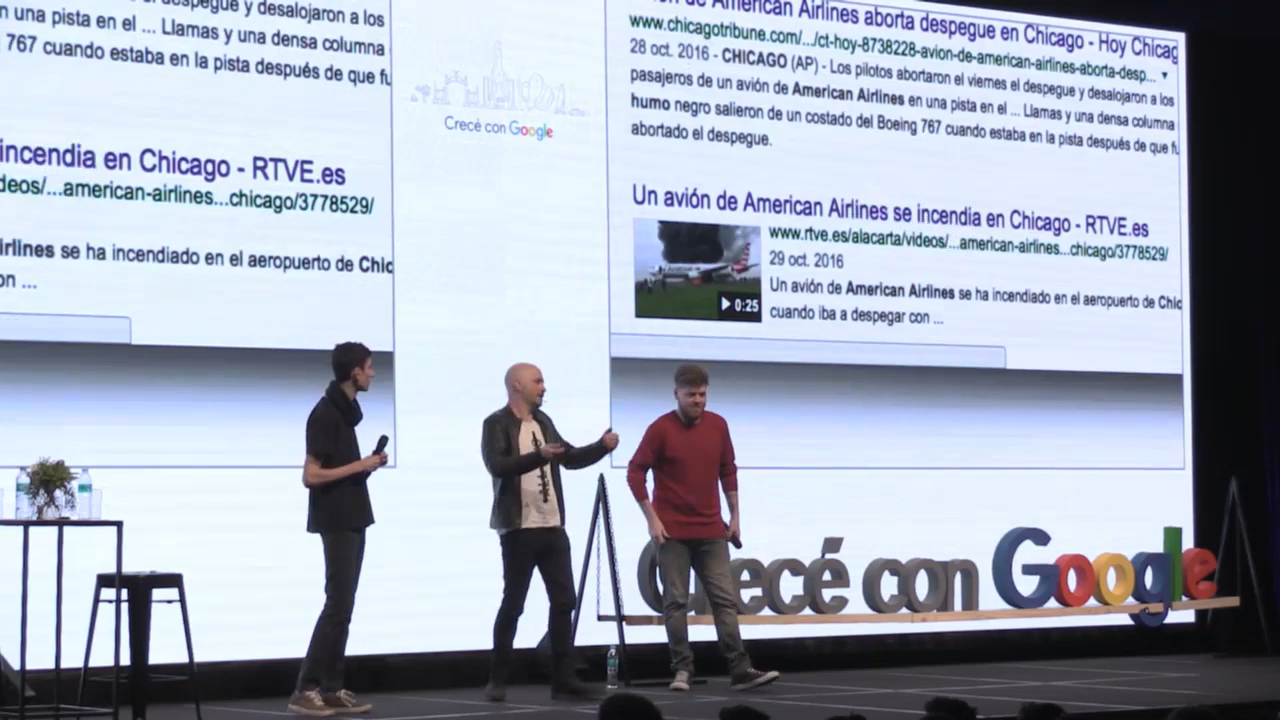 despegue y desalojaron a los
n una pista en el ... Llamas y una densa columna
767 cuando estaba en la pista después de que fu
incendia en Chicago - RTVE.es
deos/...american-airlines...chicago/3778529/
irlines se ha incendiado en el aeropuerto de Chic
on ...
Crecé con Google
ón de American Airlines aborta despegue en Chicago - Hoy Chicag
www.chicagotribune.com/.../ct-hoy-8738228-avion-de-american-airlines-aborta-desp...
28 oct. 2016 - CHICAGO (AP) - Los pilotos abortaron el viernes el despegue y desalojaron a los
pasajeros de un avión de American Airlines en una pista en el ... Llamas y una densa columna
humo negro salieron de un costado del Boeing 767 cuando estaba en la pista después de que fu
abortado el despegue.
Un avión de American Airlines se incendia en Chicago - RTVE.es
www.rtve.es/alacarta/videos/...american-airlines...chicago/3778529/
29 oct. 2016
Un avión de American Airlines se ha incendiado en el aeropuerto de Chic
cuando iba a despegar con ...
0:25
Crecé con Google